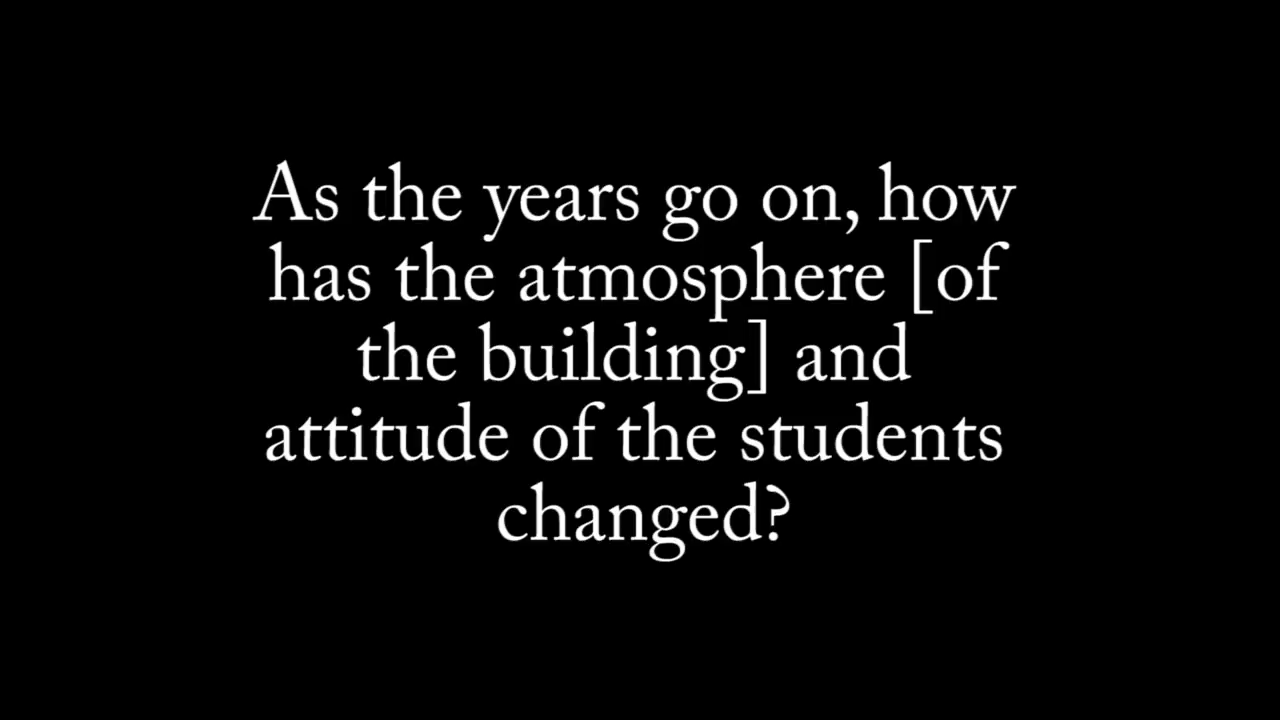 As the years go on, how
has the atmosphere [of
the building] and
attitude of the students
changed?